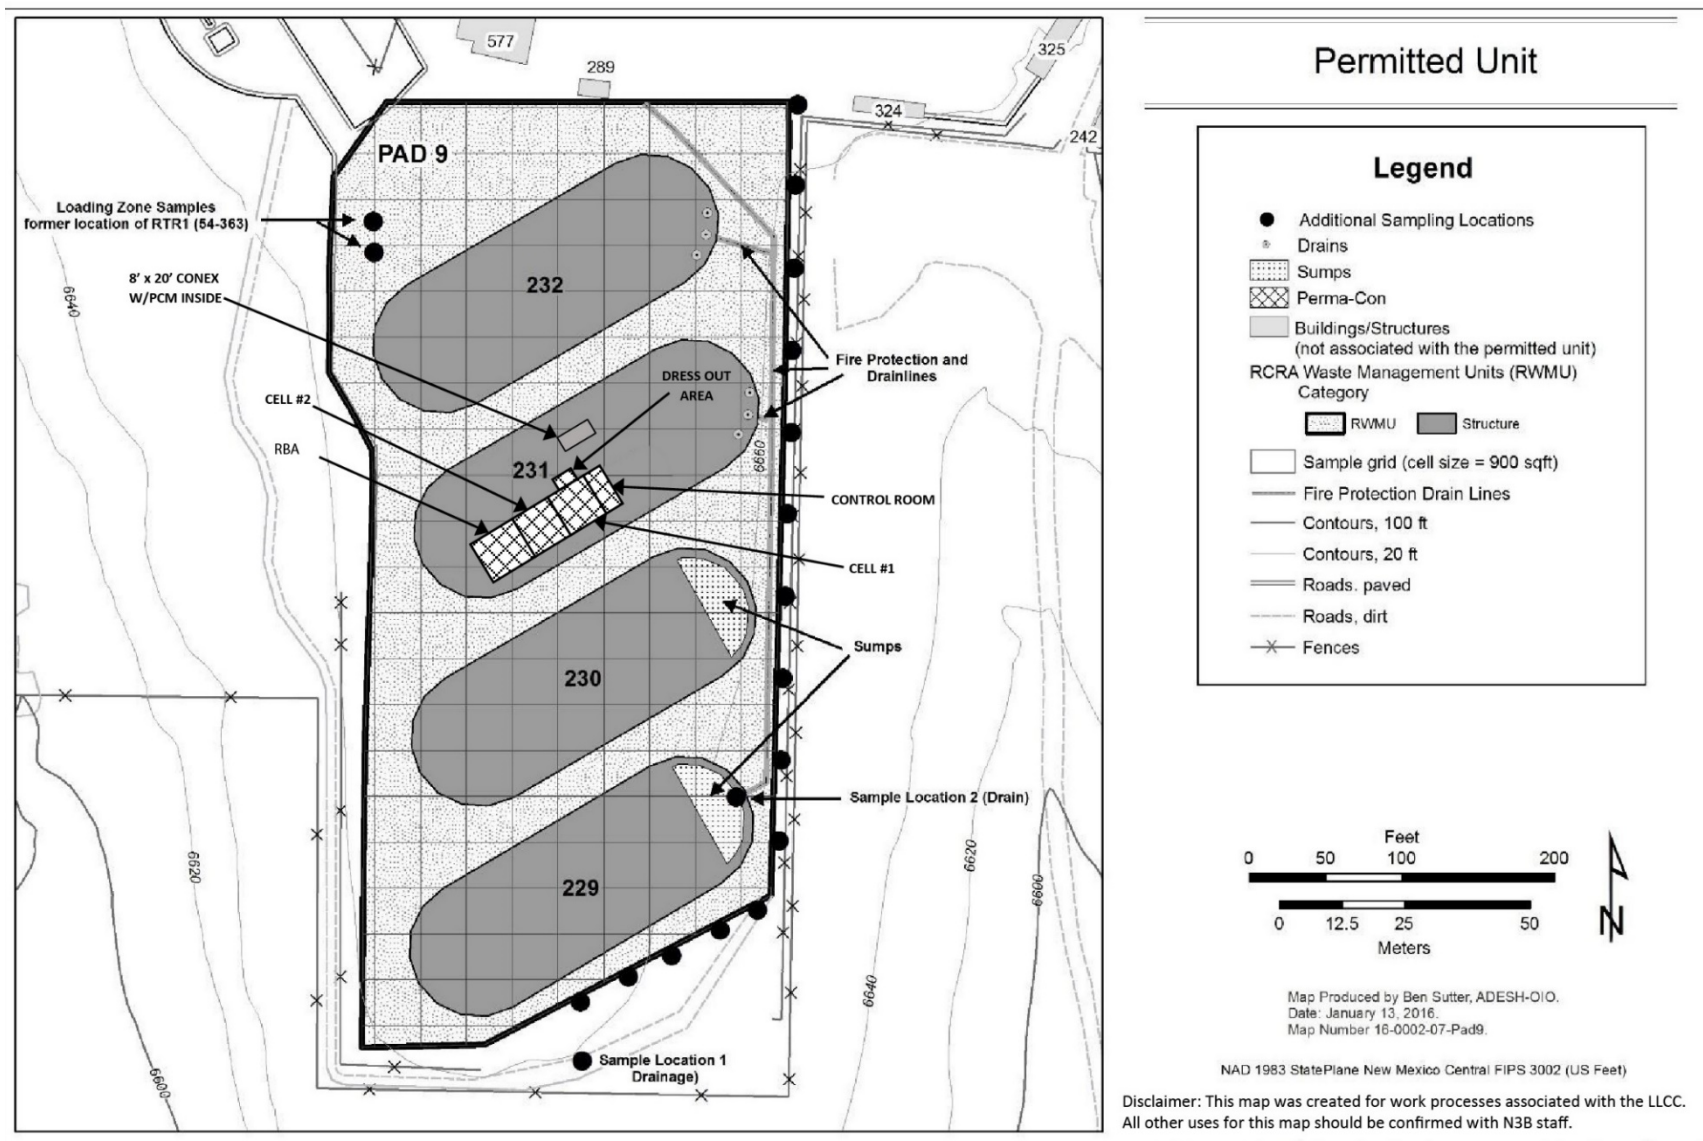 Permitted Unit
577
289
325
324
242
PAD 9
Loading Zone Samples
former location of RTR1 (54-363)
8' x 20' CONEX
W/PCM INSIDE
6640
232
Fire Protection and
Drainlines
DRESS OUT
AREA
CELL #2
RBA
231
6660
CONTROL ROOM
CELL #1
Sumps
230
Sample Location 2 (Drain)
229
6620
6620
6600
6640
6600
Sample Location 1
Drainage)
Legend
Additional Sampling Locations
Drains
Sumps
Perma-Con
Buildings/Structures
(not associated with the permitted unit)
RCRA Waste Management Units (RWMU)
Category
RWMU
Structure
Sample grid (cell size = 900 sqft)
Fire Protection Drain Lines
Contours, 100 ft
Contours, 20 ft
Roads. paved
Roads, dirt
Fences
Feet
0 50 100 200
0 12.5 25 50
Meters
N
Map Produced by Ben Sutter, ADESH-OIO.
Date: January 13, 2016.
Map Number 16-0002-07-Pad9.
NAD 1983 StatePlane New Mexico Central FIPS 3002 (US Feet)
Disclaimer: This map was created for work processes associated with the LLCC.
All other uses for this map should be confirmed with N3B staff.